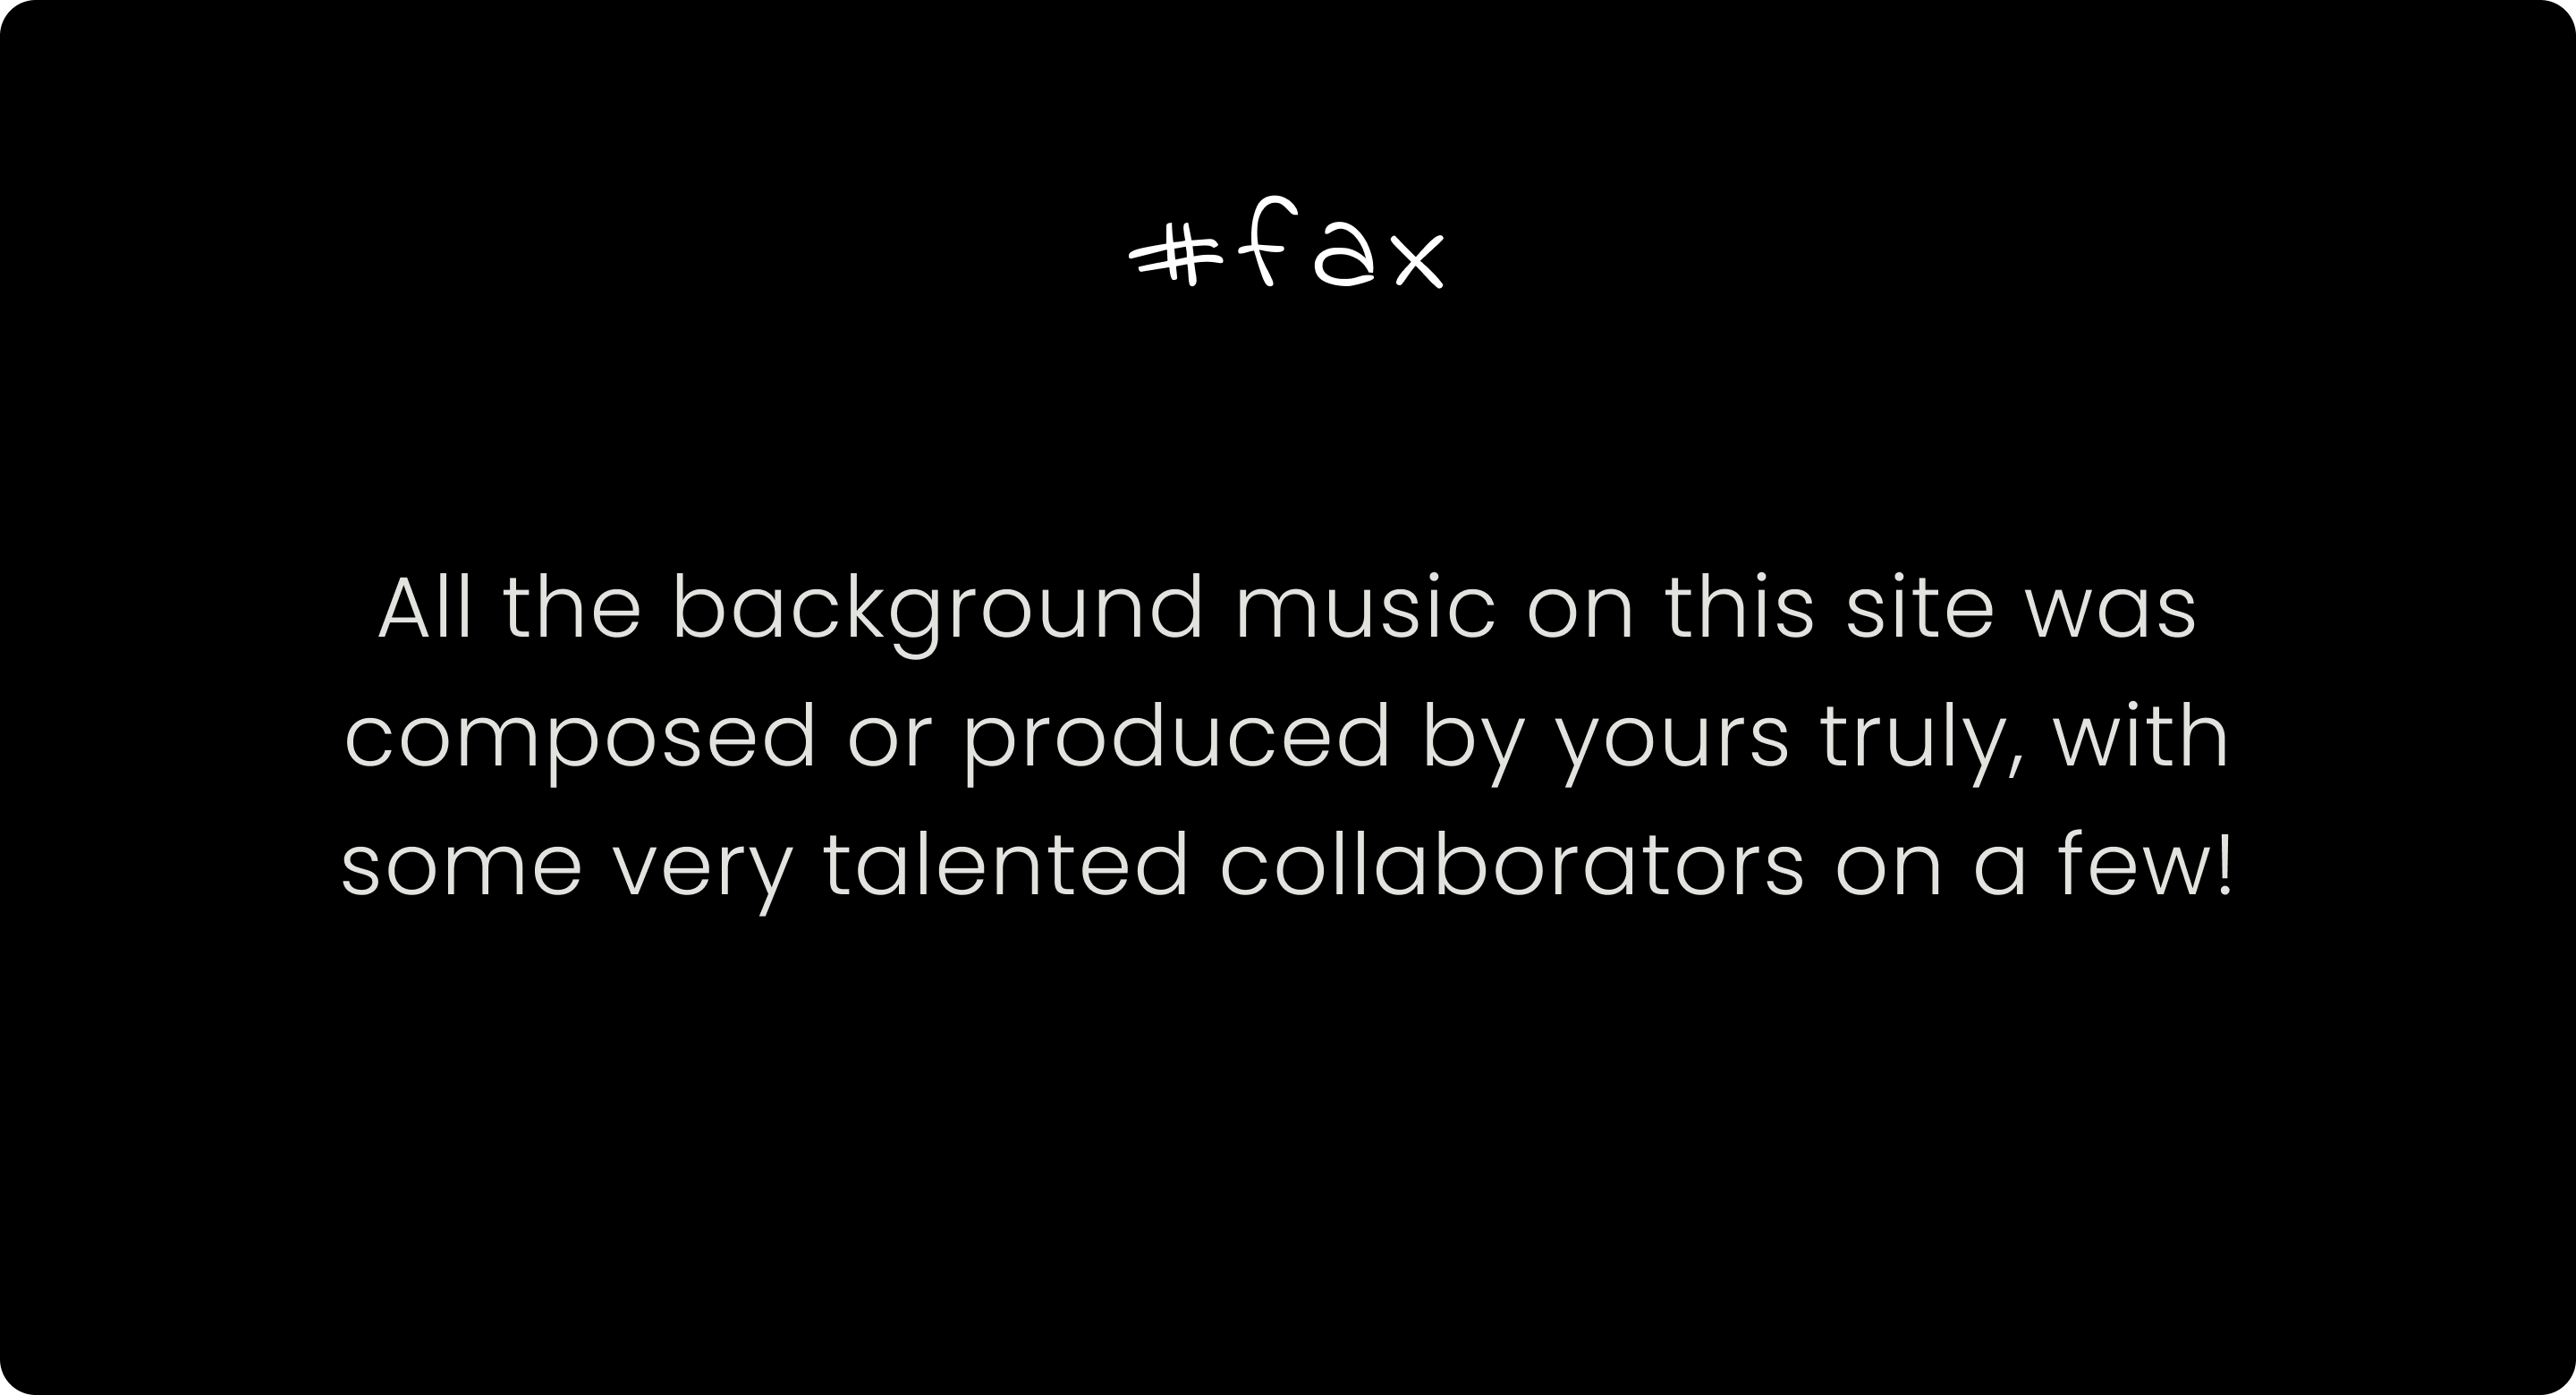 #fax
All the background music on this site was
composed or produced by yours truly, with
some very talented collaborators on a few!